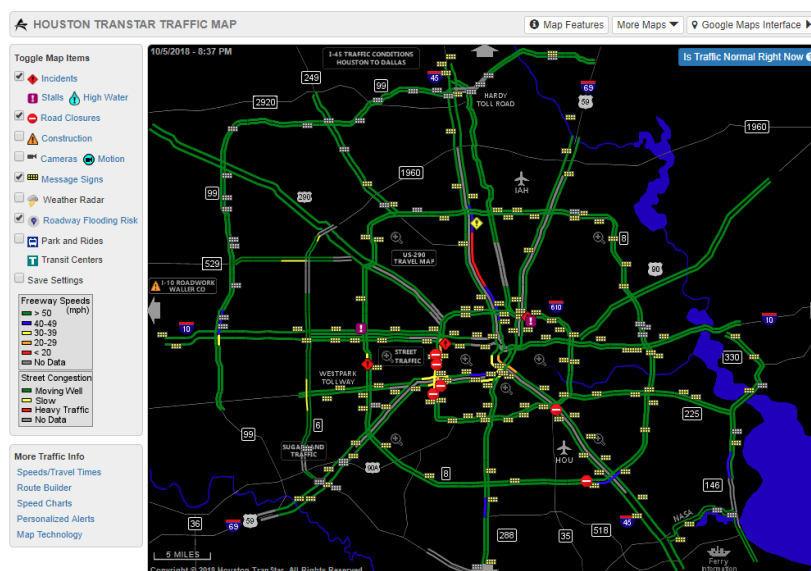 HOUSTON TRANSTAR TRAFFIC MAP
Map Features
More Maps
Google Maps Interface
Toggle Map Items
Incidents
Stalls
High Water
Road Closures
Construction
Cameras
Motion
Message Signs
Weather Radar
Roadway Flooding Risk
Park and Rides
Transit Centers
Save Settings
Freeway Speeds
(mph)
> 50
40-49
30-39
20-29
< 20
No Data
Street Congestion
Moving Well
Slow
Heavy Traffic
No Data
More Traffic Info
Speeds/Travel Times
Route Builder
Speed Charts
Personalized Alerts
Map Technology
10/5/2018 - 8:37 PM
I-45 TRAFFIC CONDITIONS
HOUSTON TO DALLAS
Is Traffic Normal Right Now
249
99
45
69
59
HARDY
TOLL ROAD
2920
1960
1960
99
290
IAH
8
US-290
TRAVEL MAP
90
529
I-10 ROADWORK
WALLER CO
610
10
10
STREET
TRAFFIC
330
WESTPARK
TOLLWAY
225
6
99
SUGAR LAND
TRAFFIC
90A
HOU
8
146
36
69
59
288
35
518
45
NASA
5 MILES
Ferry
Information
Copyright © 2018 Houston TranStar. All Rights Reserved